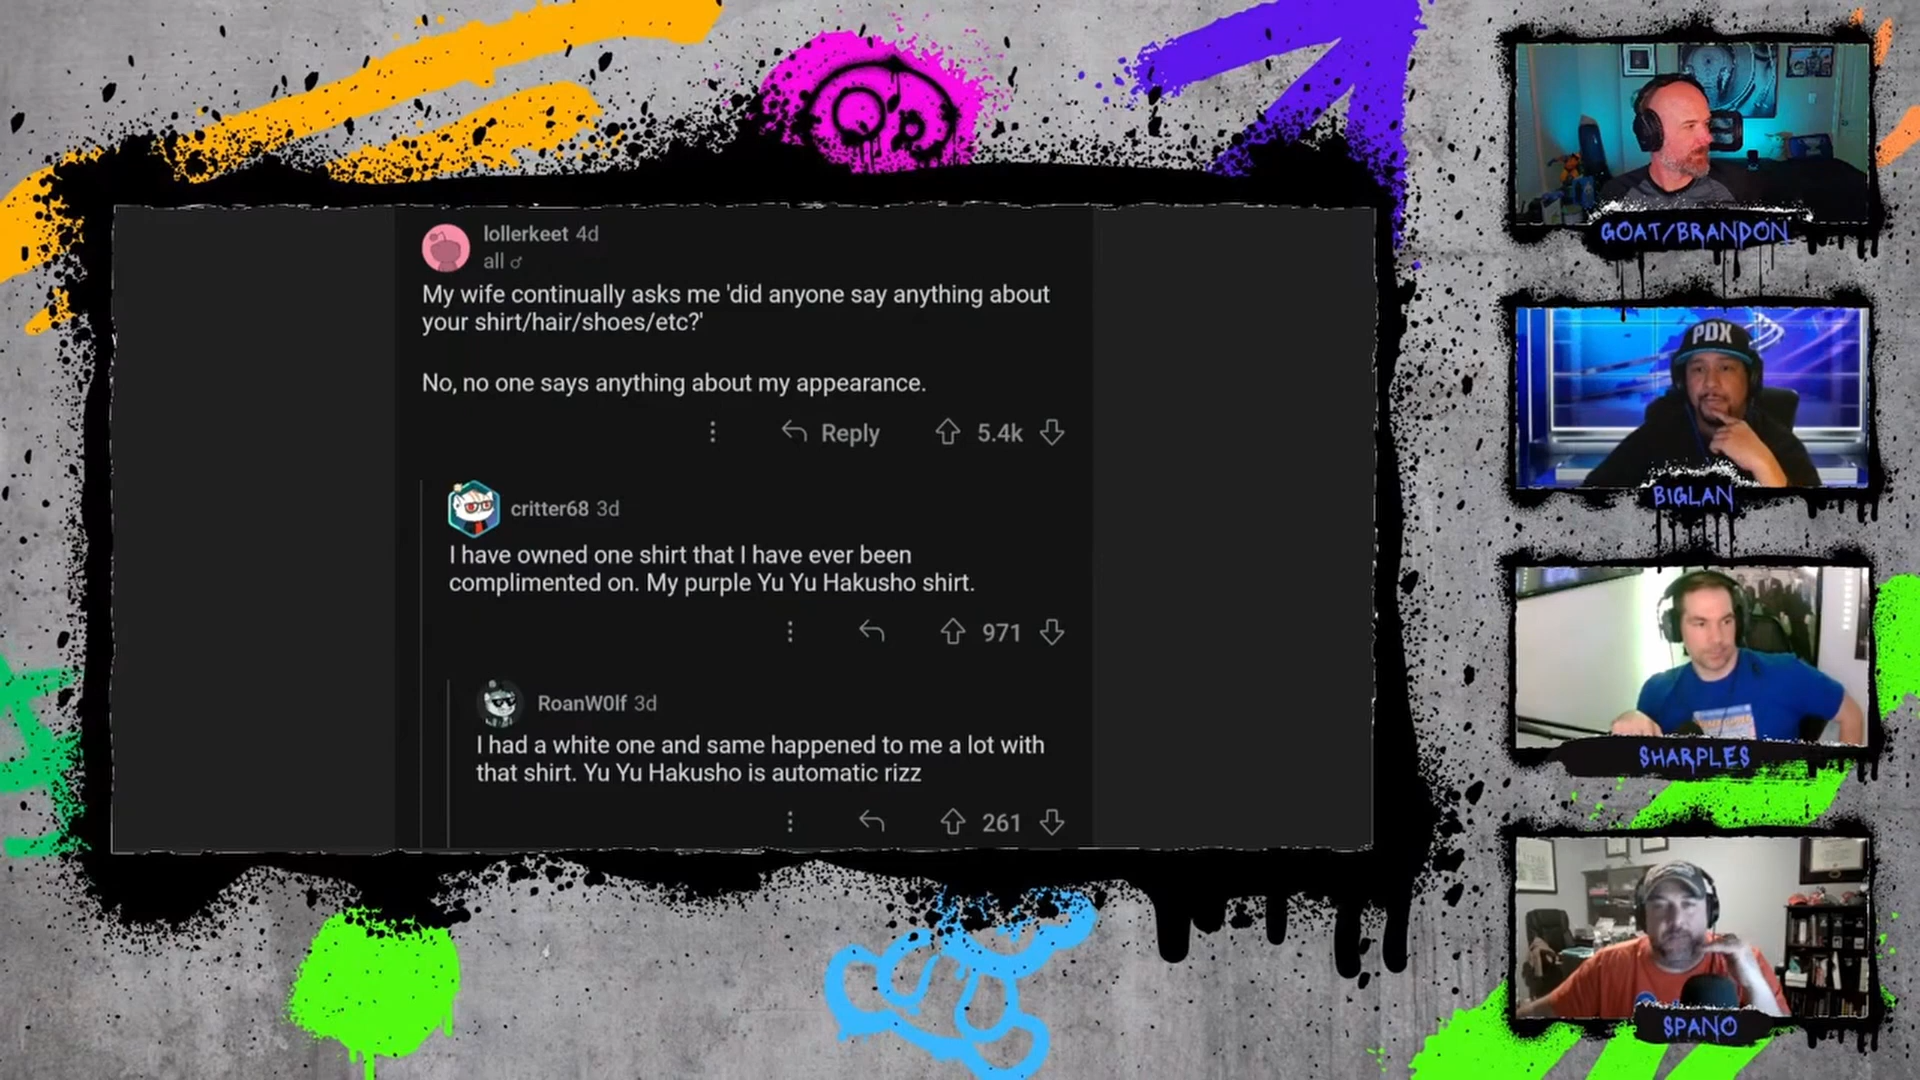 lollerkeet 4d
all ♂
My wife continually asks me 'did anyone say anything about
your shirt/hair/shoes/etc?'
No, no one says anything about my appearance.
Reply 5.4k
critter68 3d
I have owned one shirt that I have ever been
complimented on. My purple Yu Yu Hakusho shirt.
971
RoanW0lf 3d
I had a white one and same happened to me a lot with
that shirt. Yu Yu Hakusho is automatic rizz
261
GOAT/BRANDON
PDX
BIGLAN
SHARPLES
SPANO